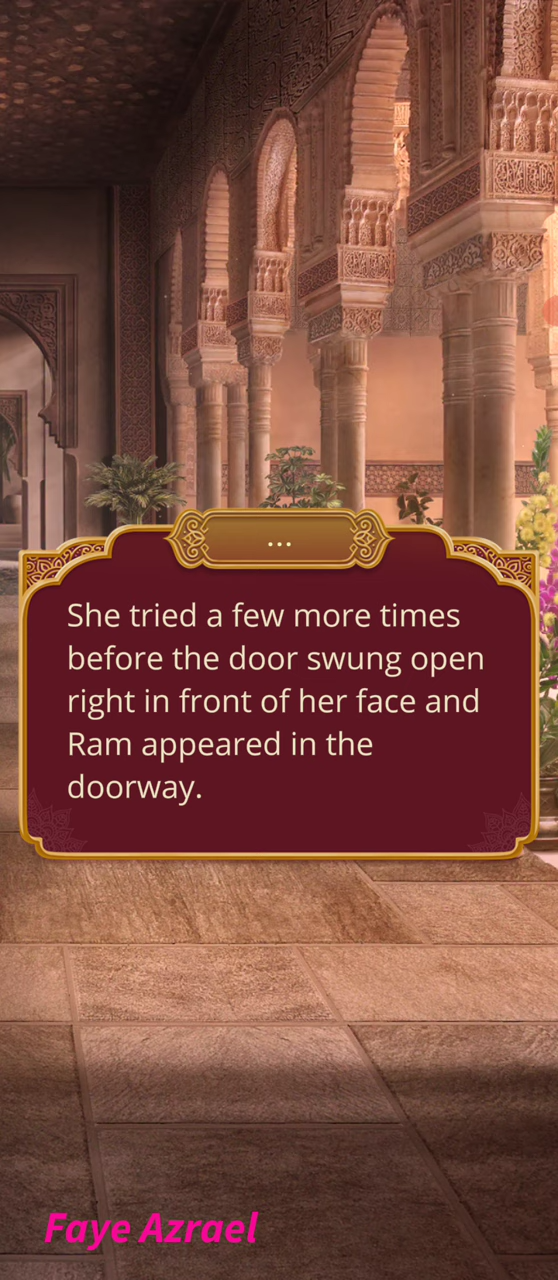 ...
She tried a few more times
before the door swung open
right in front of her face and
Ram appeared in the
doorway.
Faye Azrael